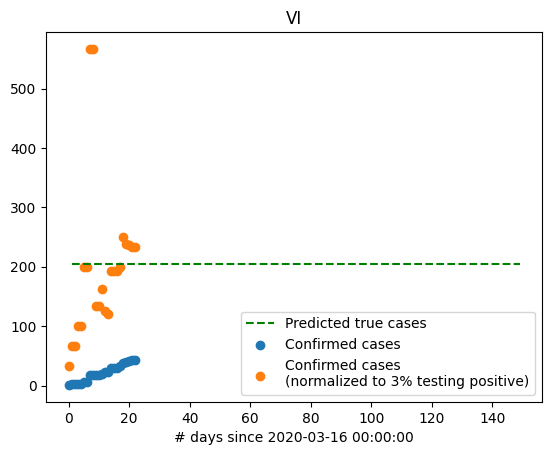 VI
500
400
300
200
100
0
0 20 40 60 80 100 120 140
# days since 2020-03-16 00:00:00
Predicted true cases
Confirmed cases
Confirmed cases
(normalized to 3% testing positive)